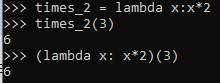 >>> times_2 = lambda x:x*2
>>> times_2(3)
6
>>> (lambda x: x*2)(3)
6